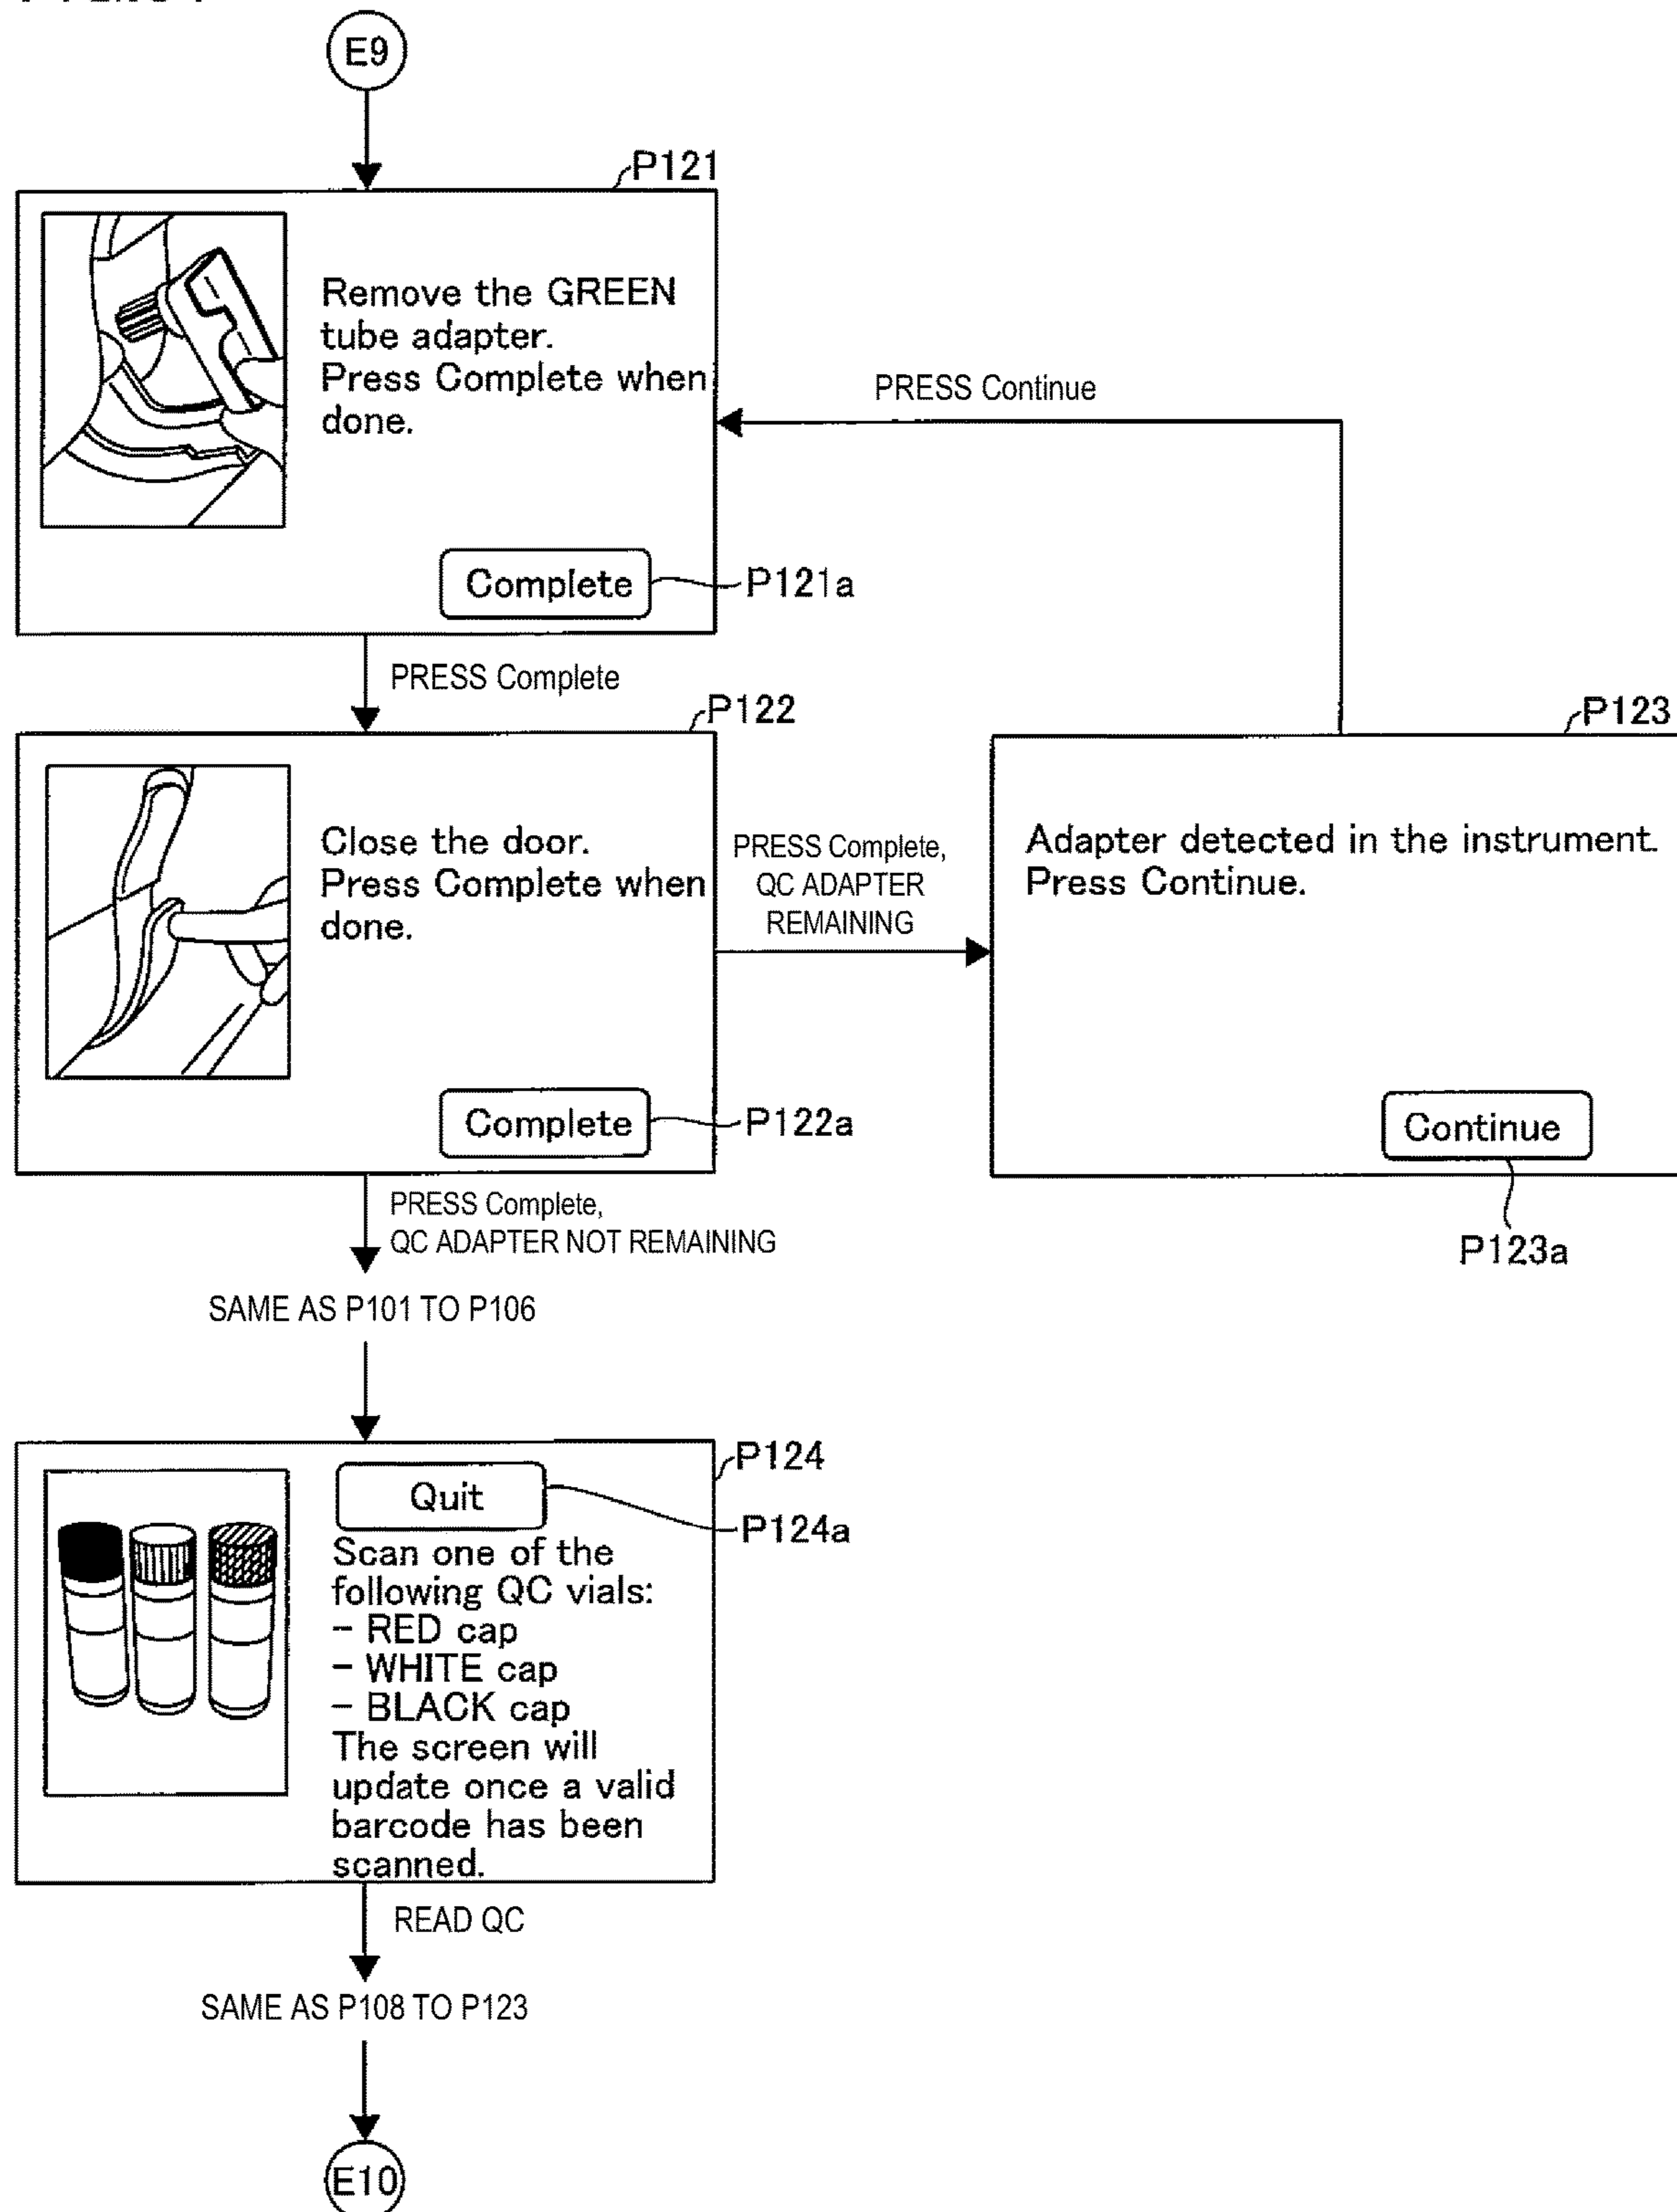 E9
P121
Remove the GREEN
tube adapter.
Press Complete when
done.
PRESS Continue
Complete
P121a
PRESS Complete
P122
P123
Close the door.
Press Complete when
done.
PRESS Complete,
QC ADAPTER
REMAINING
Adapter detected in the instrument.
Press Continue.
Complete
P122a
Continue
P123a
PRESS Complete,
QC ADAPTER NOT REMAINING
SAME AS P101 TO P106
P124
Quit
P124a
Scan one of the
following QC vials:
- RED cap
- WHITE cap
- BLACK cap
The screen will
update once a valid
barcode has been
scanned.
READ QC
SAME AS P108 TO P123
E10